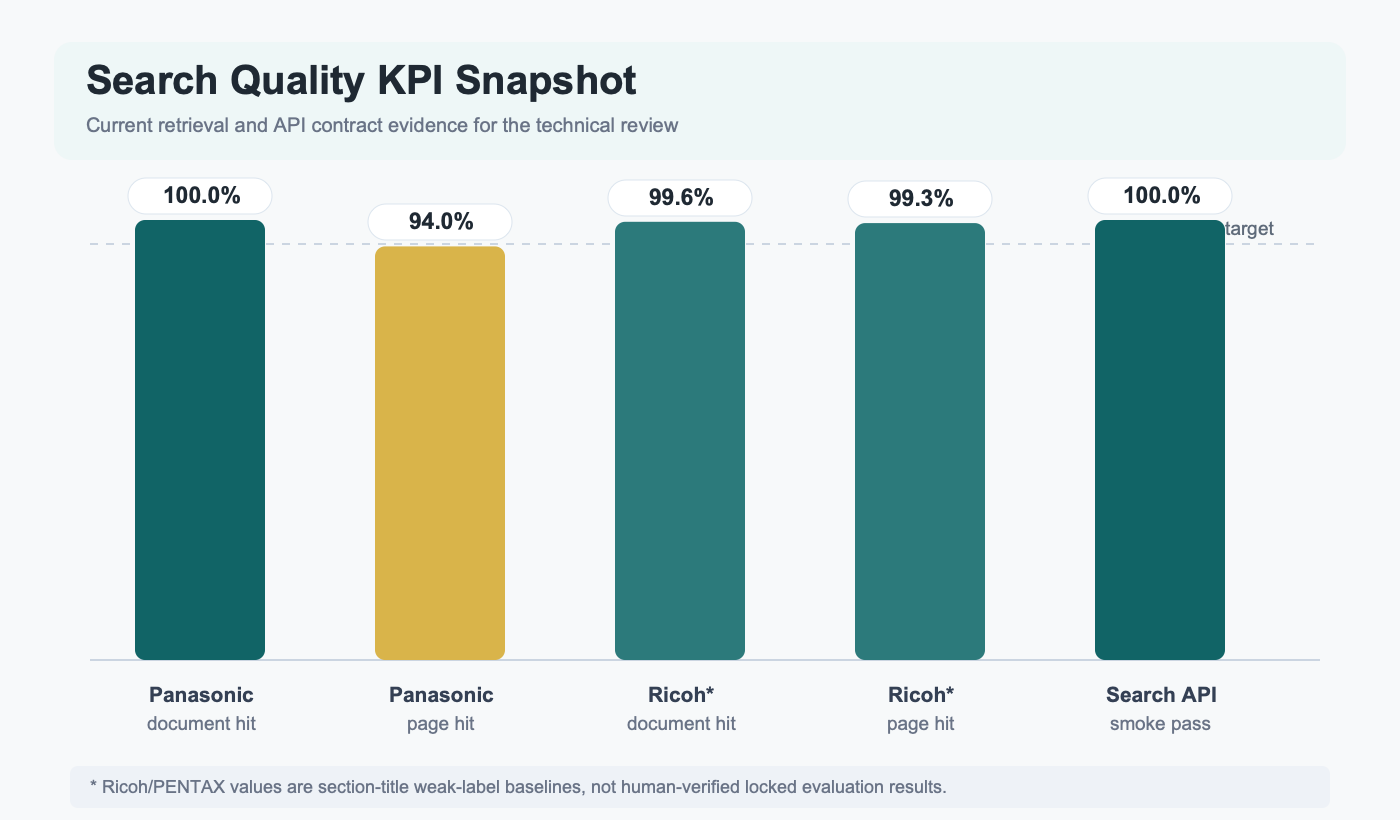 Search Quality KPI Snapshot
Current retrieval and API contract evidence for the technical review
100.0%
94.0%
99.6%
99.3%
100.0%
target
Panasonic
document hit
Panasonic
page hit
Ricoh*
document hit
Ricoh*
page hit
Search API
smoke pass
* Ricoh/PENTAX values are section-title weak-label baselines, not human-verified locked evaluation results.